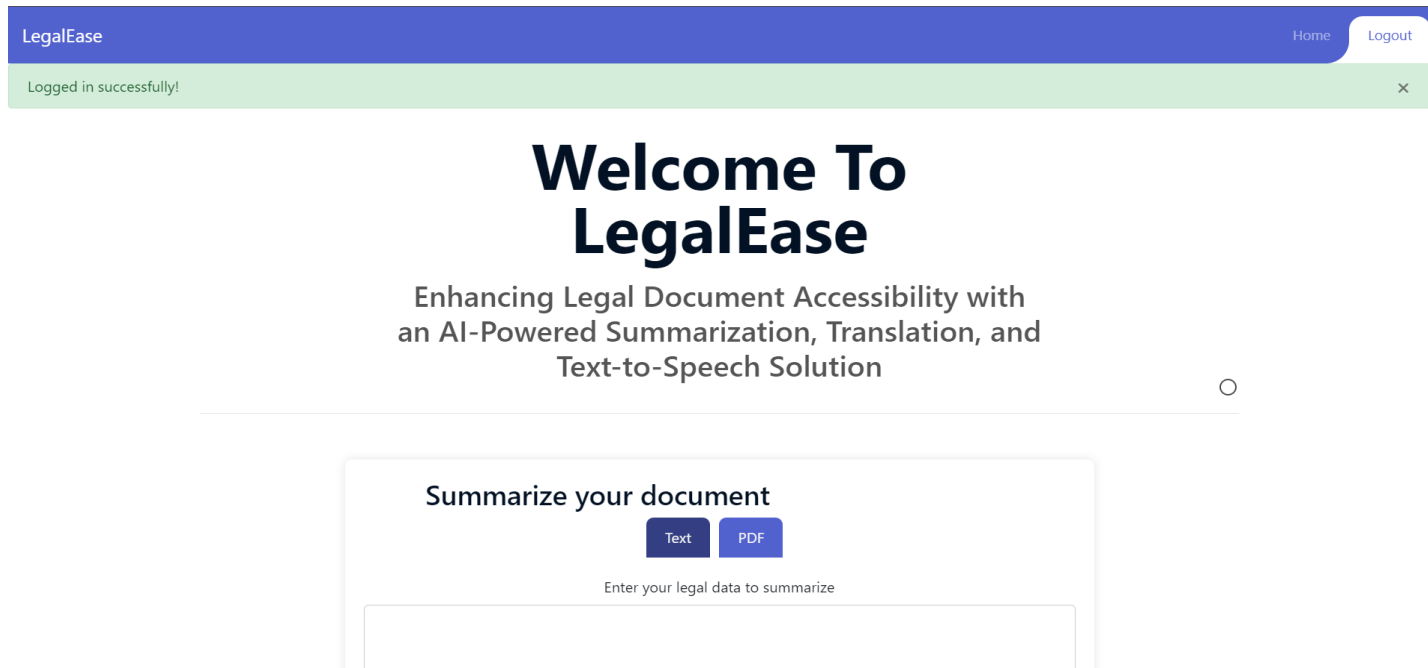 LegalEase
Home
Logout
Logged in successfully!
×
Welcome To
LegalEase
Enhancing Legal Document Accessibility with
an AI-Powered Summarization, Translation, and
Text-to-Speech Solution
Summarize your document
Text
PDF
Enter your legal data to summarize